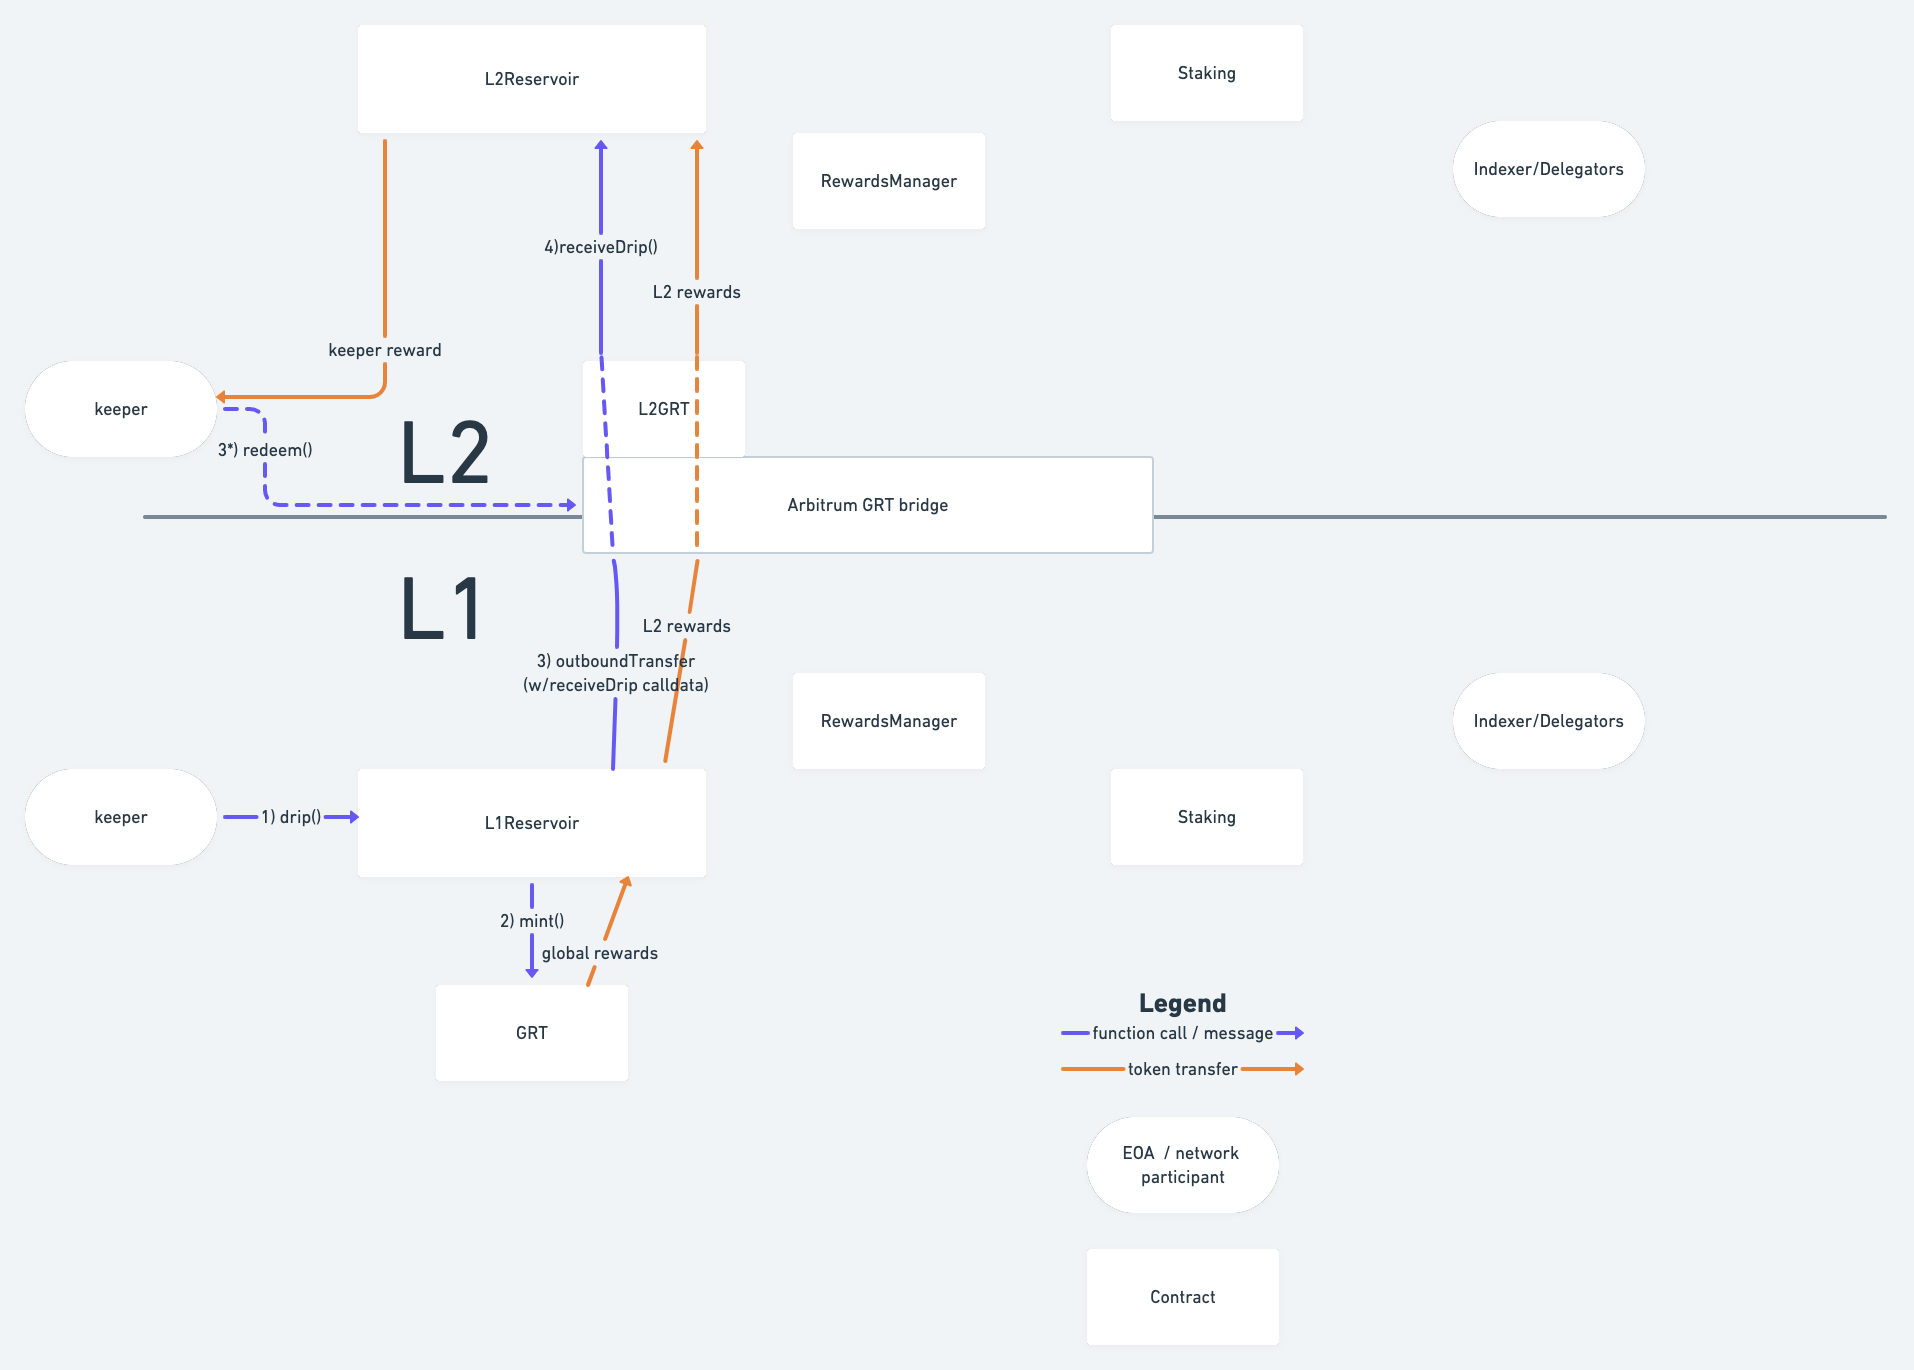 L2Reservoir
Staking
RewardsManager
Indexer/Delegators
4)receiveDrip()
L2 rewards
keeper reward
keeper
L2GRT
3*) redeem()
L2
Arbitrum GRT bridge
L1
L2 rewards
3) outboundTransfer
(w/receiveDrip calldata)
RewardsManager
Indexer/Delegators
keeper
1) drip()
L1Reservoir
Staking
2) mint()
global rewards
GRT
Legend
function call / message
token transfer
EOA / network
participant
Contract